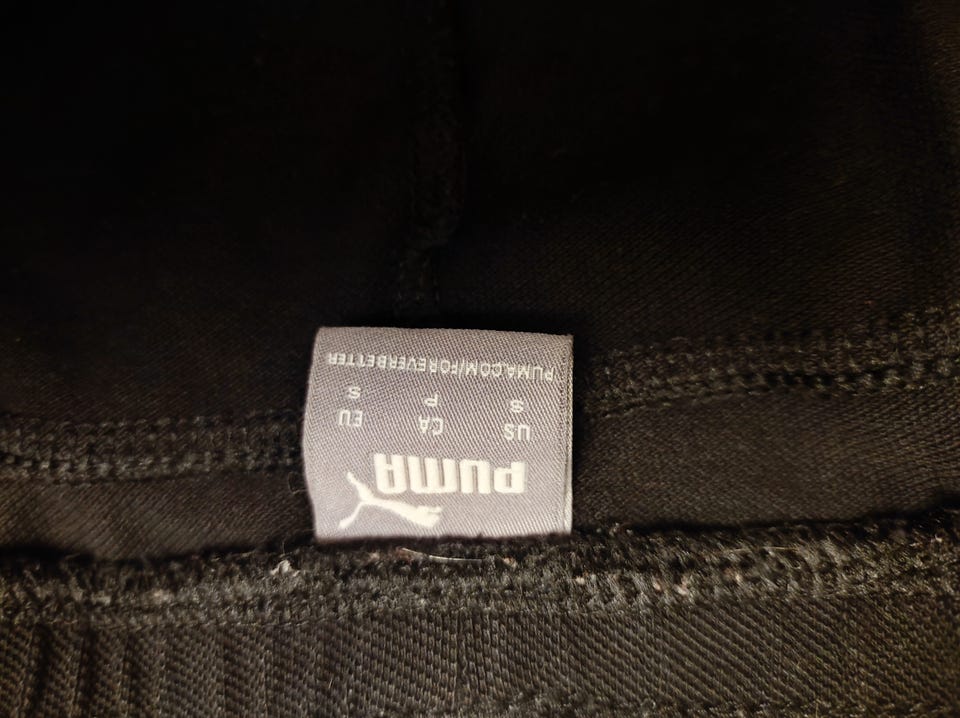 PUMA
US CA EU
S P S
PUMA.COM/FOREVERBETTER